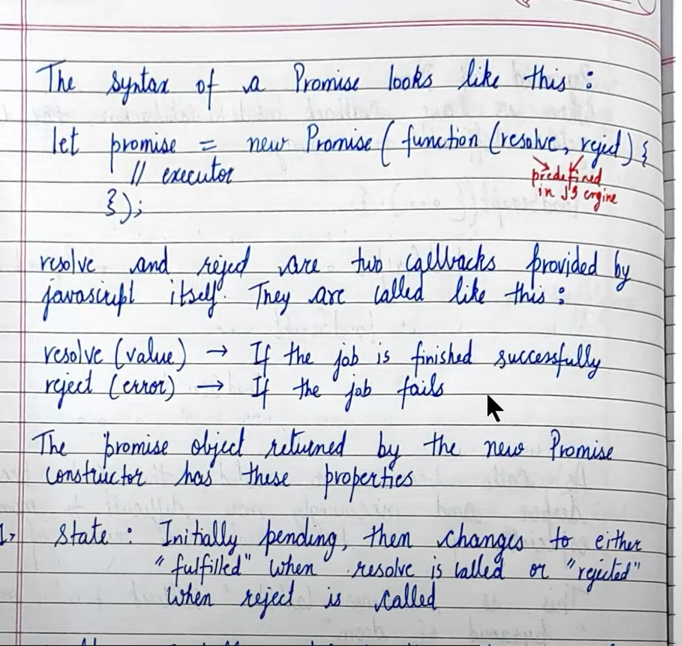 The syntax of a Promise looks like this :
let promise = new Promise ( function (resolve, reject) {
// executor
predefined
in JS engine
});
resolve and reject are two callbacks provided by
javascript itself. They are called like this :
resolve (value) → If the job is finished successfully
reject (error) → If the job fails
The promise object returned by the new Promise
constructor has these properties
1> State : Initially pending, then changes to either
"fulfilled" when resolve is called or "rejected"
when reject is called